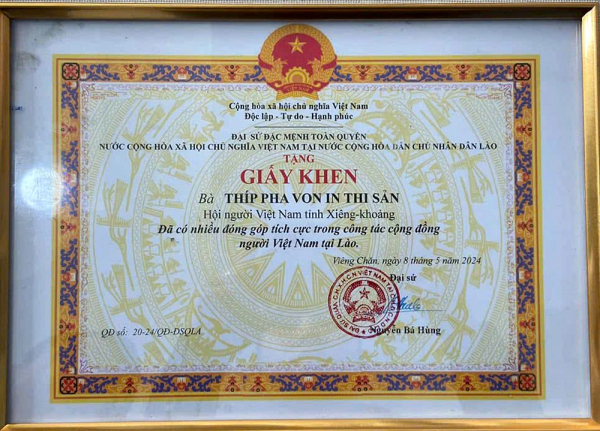 Cộng hòa xã hội chủ nghĩa Việt Nam
Độc lập - Tự do - Hạnh phúc
ĐẠI SỨ ĐẶC MỆNH TOÀN QUYỀN
NƯỚC CỘNG HÒA XÃ HỘI CHỦ NGHĨA VIỆT NAM TẠI NƯỚC CỘNG HÒA DÂN CHỦ NHÂN DÂN LÀO
TẶNG
GIẤY KHEN
Bà THÍP PHA VON IN THI SẢN
Hội người Việt Nam tỉnh Xiêng-khoảng
Đã có nhiều đóng góp tích cực trong công tác cộng đồng
người Việt Nam tại Lào.
Viêng Chăn, ngày 8 tháng 5 năm 2024
Đại sứ
QĐ số: 20-24/QĐ-ĐSQLA
Nguyễn Bá Hùng